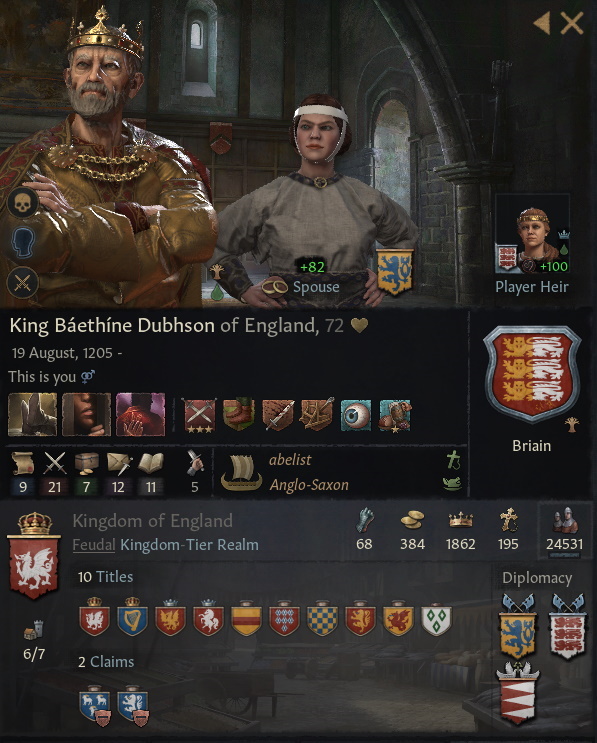 +82
Spouse
+100
Player Heir
King Báethíne Dubhson of England, 72
19 August, 1205 -
This is you
Briain
9 21 7 12 11 5
abelist
Anglo-Saxon
Kingdom of England
Feudal Kingdom-Tier Realm
68 384 1862 195 24531
10 Titles
Diplomacy
6/7
2 Claims